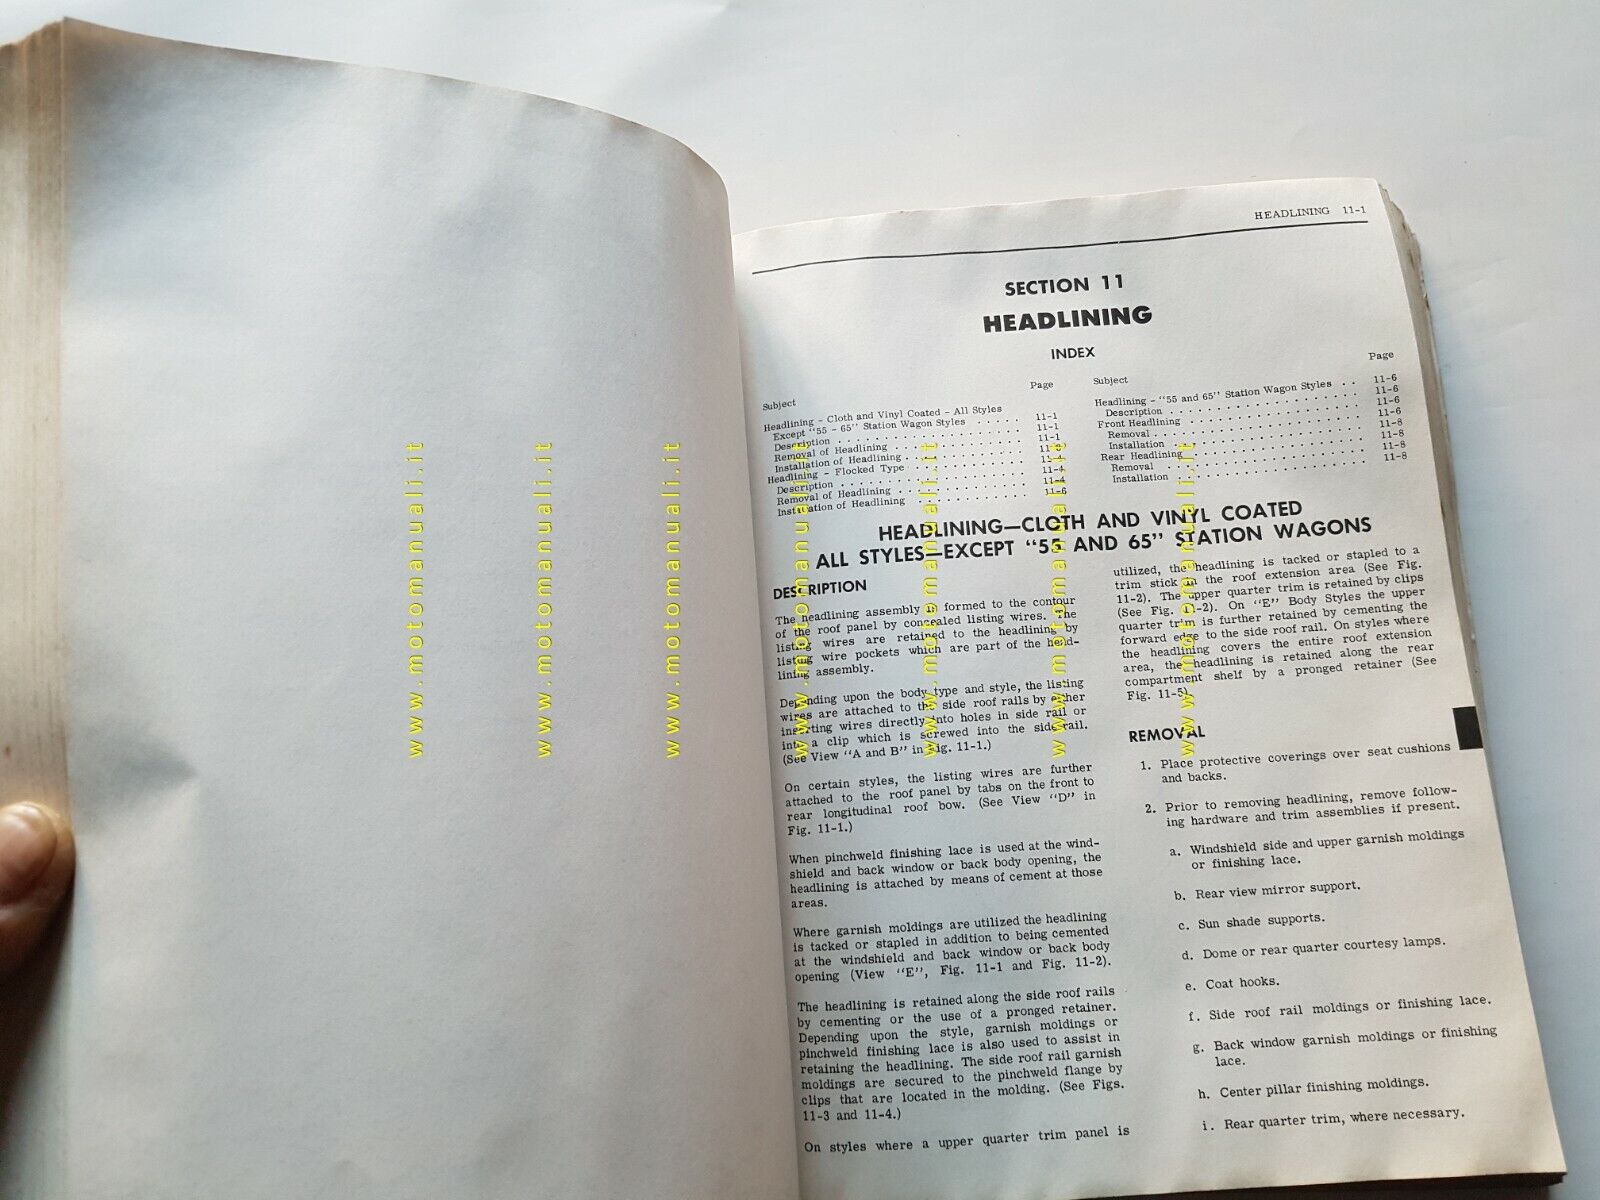 HEADLINING 11-1
SECTION 11
HEADLINING
INDEX
Subject Page
Headlining - Cloth and Vinyl Coated - All Styles
Except "55 - 65" Station Wagon Styles . . . . . 11-1
Description . . . . . . . . . . . . . . . . . . 11-1
Removal of Headlining . . . . . . . . . . . . . 11-1
Installation of Headlining . . . . . . . . . . .
Headlining - Flocked Type . . . . . . . . . . . 11-4
Description . . . . . . . . . . . . . . . . . . 11-4
Removal of Headlining . . . . . . . . . . . . . 11-4
Installation of Headlining . . . . . . . . . . . 11-6
Subject Page
Headlining - "55 and 65" Station Wagon Styles . . 11-6
Description . . . . . . . . . . . . . . . . . . 11-6
Front Headlining . . . . . . . . . . . . . . . . 11-6
Removal . . . . . . . . . . . . . . . . . . . . 11-6
Installation . . . . . . . . . . . . . . . . . . 11-8
Rear Headlining . . . . . . . . . . . . . . . . 11-8
Removal . . . . . . . . . . . . . . . . . . . . 11-8
Installation . . . . . . . . . . . . . . . . . . 11-8
HEADLINING—CLOTH AND VINYL COATED
ALL STYLES—EXCEPT "55 AND 65" STATION WAGONS
DESCRIPTION
The headlining assembly is formed to the contour
of the roof panel by concealed listing wires. The
listing wires are retained to the headlining by
listing wire pockets which are part of the head-
lining assembly.
Depending upon the body type and style, the listing
wires are attached to the side roof rails by either
inserting wires directly into holes in side rail or
into a clip which is screwed into the side rail.
(See View "A and B" in Fig. 11-1.)
On certain styles, the listing wires are further
attached to the roof panel by tabs on the front to
rear longitudinal roof bow. (See View "D" in
Fig. 11-1.)
When pinchweld finishing lace is used at the wind-
shield and back window or back body opening, the
headlining is attached by means of cement at those
areas.
Where garnish moldings are utilized the headlining
is tacked or stapled in addition to being cemented
at the windshield and back window or back body
opening (View "E", Fig. 11-1 and Fig. 11-2).
The headlining is retained along the side roof rails
by cementing or the use of a pronged retainer.
Depending upon the style, garnish moldings or
pinchweld finishing lace is also used to assist in
retaining the headlining. The side roof rail garnish
moldings are secured to the pinchweld flange by
clips that are located in the molding. (See Figs.
11-3 and 11-4.)
On styles where a upper quarter trim panel is
utilized, the headlining is tacked or stapled to a
trim stick in the roof extension area (See Fig.
11-2). The upper quarter trim is retained by clips
(See Fig. 11-2). On "E" Body Styles the upper
quarter trim is further retained by cementing the
forward edge to the side roof rail. On styles where
the headlining covers the entire roof extension
area, the headlining is retained along the rear
compartment shelf by a pronged retainer (See
Fig. 11-5).
REMOVAL
1. Place protective coverings over seat cushions
and backs.
2. Prior to removing headlining, remove follow-
ing hardware and trim assemblies if present.
a. Windshield side and upper garnish moldings
or finishing lace.
b. Rear view mirror support.
c. Sun shade supports.
d. Dome or rear quarter courtesy lamps.
e. Coat hooks.
f. Side roof rail moldings or finishing lace.
g. Back window garnish moldings or finishing
lace.
h. Center pillar finishing moldings.
i. Rear quarter trim, where necessary.
www.motomanuali.it
www.motomanuali.it
www.motomanuali.it
www.motomanuali.it
www.motomanuali.it
www.motomanuali.it
www.motomanuali.it